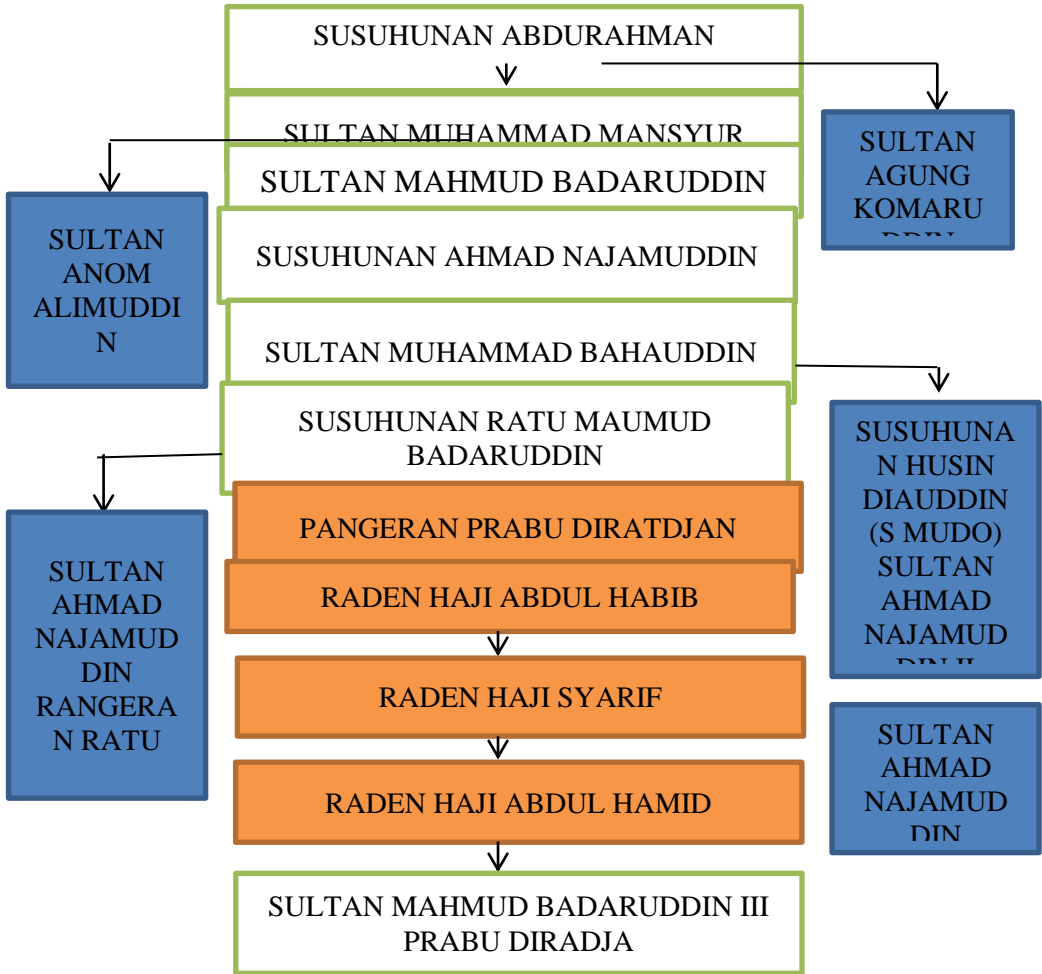 SUSUHUNAN ABDURAHMAN
SULTAN MUHAMMAD MANSYUR
SULTAN
AGUNG
KOMARU
DDIN
SULTAN MAHMUD BADARUDDIN
SULTAN
ANOM
ALIMUDDI
N
SUSUHUNAN AHMAD NAJAMUDDIN
SULTAN MUHAMMAD BAHAUDDIN
SUSUHUNAN RATU MAUMUD
BADARUDDIN
SUSUHUNA
N HUSIN
DIAUDDIN
(S MUDO)
SULTAN
AHMAD
NAJAMUD
DIN II
PANGERAN PRABU DIRATDJAN
SULTAN
AHMAD
NAJAMUD
DIN
RANGERA
N RATU
RADEN HAJI ABDUL HABIB
RADEN HAJI SYARIF
SULTAN
AHMAD
NAJAMUD
DIN
RADEN HAJI ABDUL HAMID
SULTAN MAHMUD BADARUDDIN III
PRABU DIRADJA